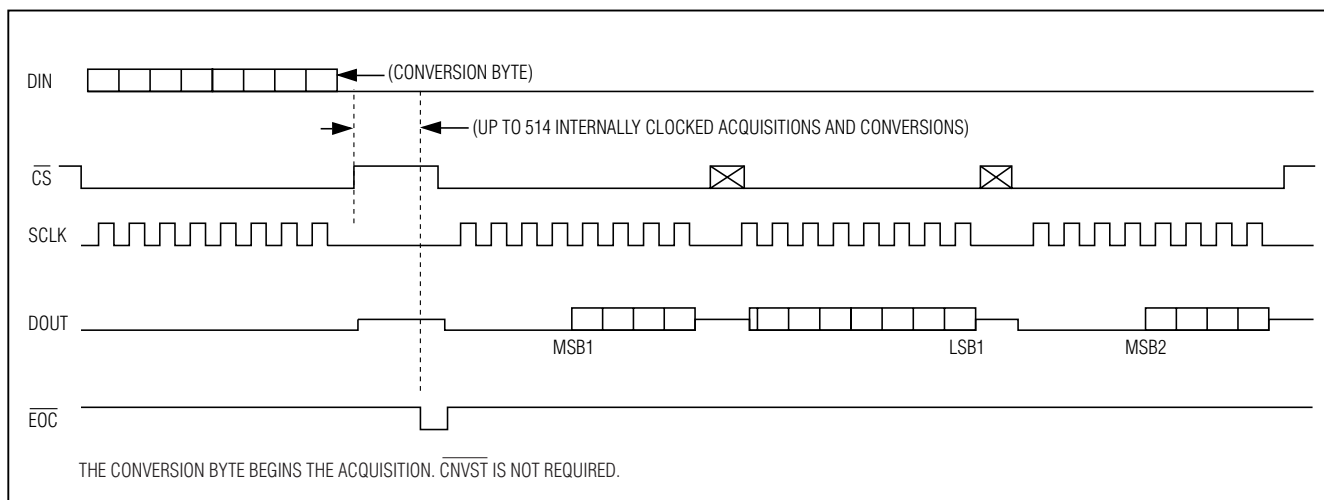 DIN
(CONVERSION BYTE)
(UP TO 514 INTERNALLY CLOCKED ACQUISITIONS AND CONVERSIONS)
CS
SCLK
DOUT
MSB1
LSB1
MSB2
EOC
THE CONVERSION BYTE BEGINS THE ACQUISITION. CNVST IS NOT REQUIRED.